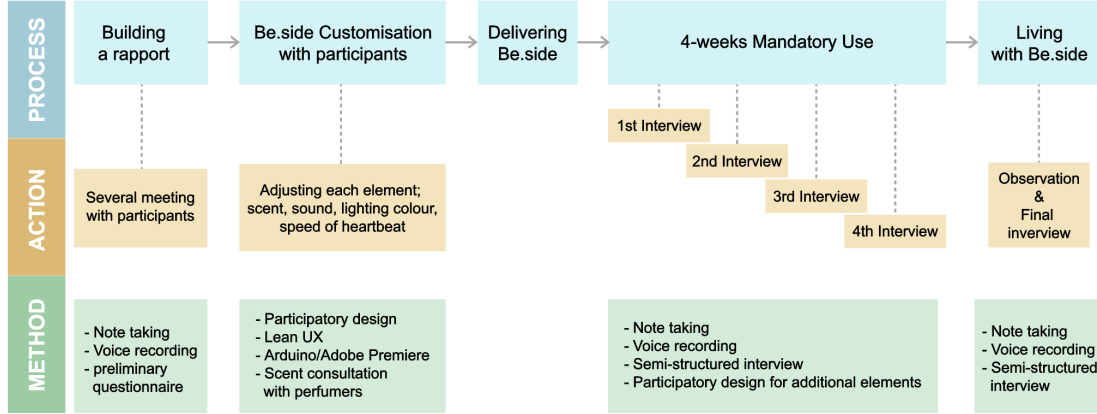 PROCESS
Building
a rapport
Be.side Customisation
with participants
Delivering
Be.side
4-weeks Mandatory Use
Living
with Be.side
ACTION
Several meeting
with participants
Adjusting each element;
scent, sound, lighting colour,
speed of heartbeat
1st Interview
2nd Interview
3rd Interview
4th Interview
Observation
&
Final
inverview
METHOD
- Note taking
- Voice recording
- preliminary
questionnaire
- Participatory design
- Lean UX
- Arduino/Adobe Premiere
- Scent consultation
with perfumers
- Note taking
- Voice recording
- Semi-structured interview
- Participatory design for additional elements
- Note taking
- Voice recording
- Semi-structured
interview